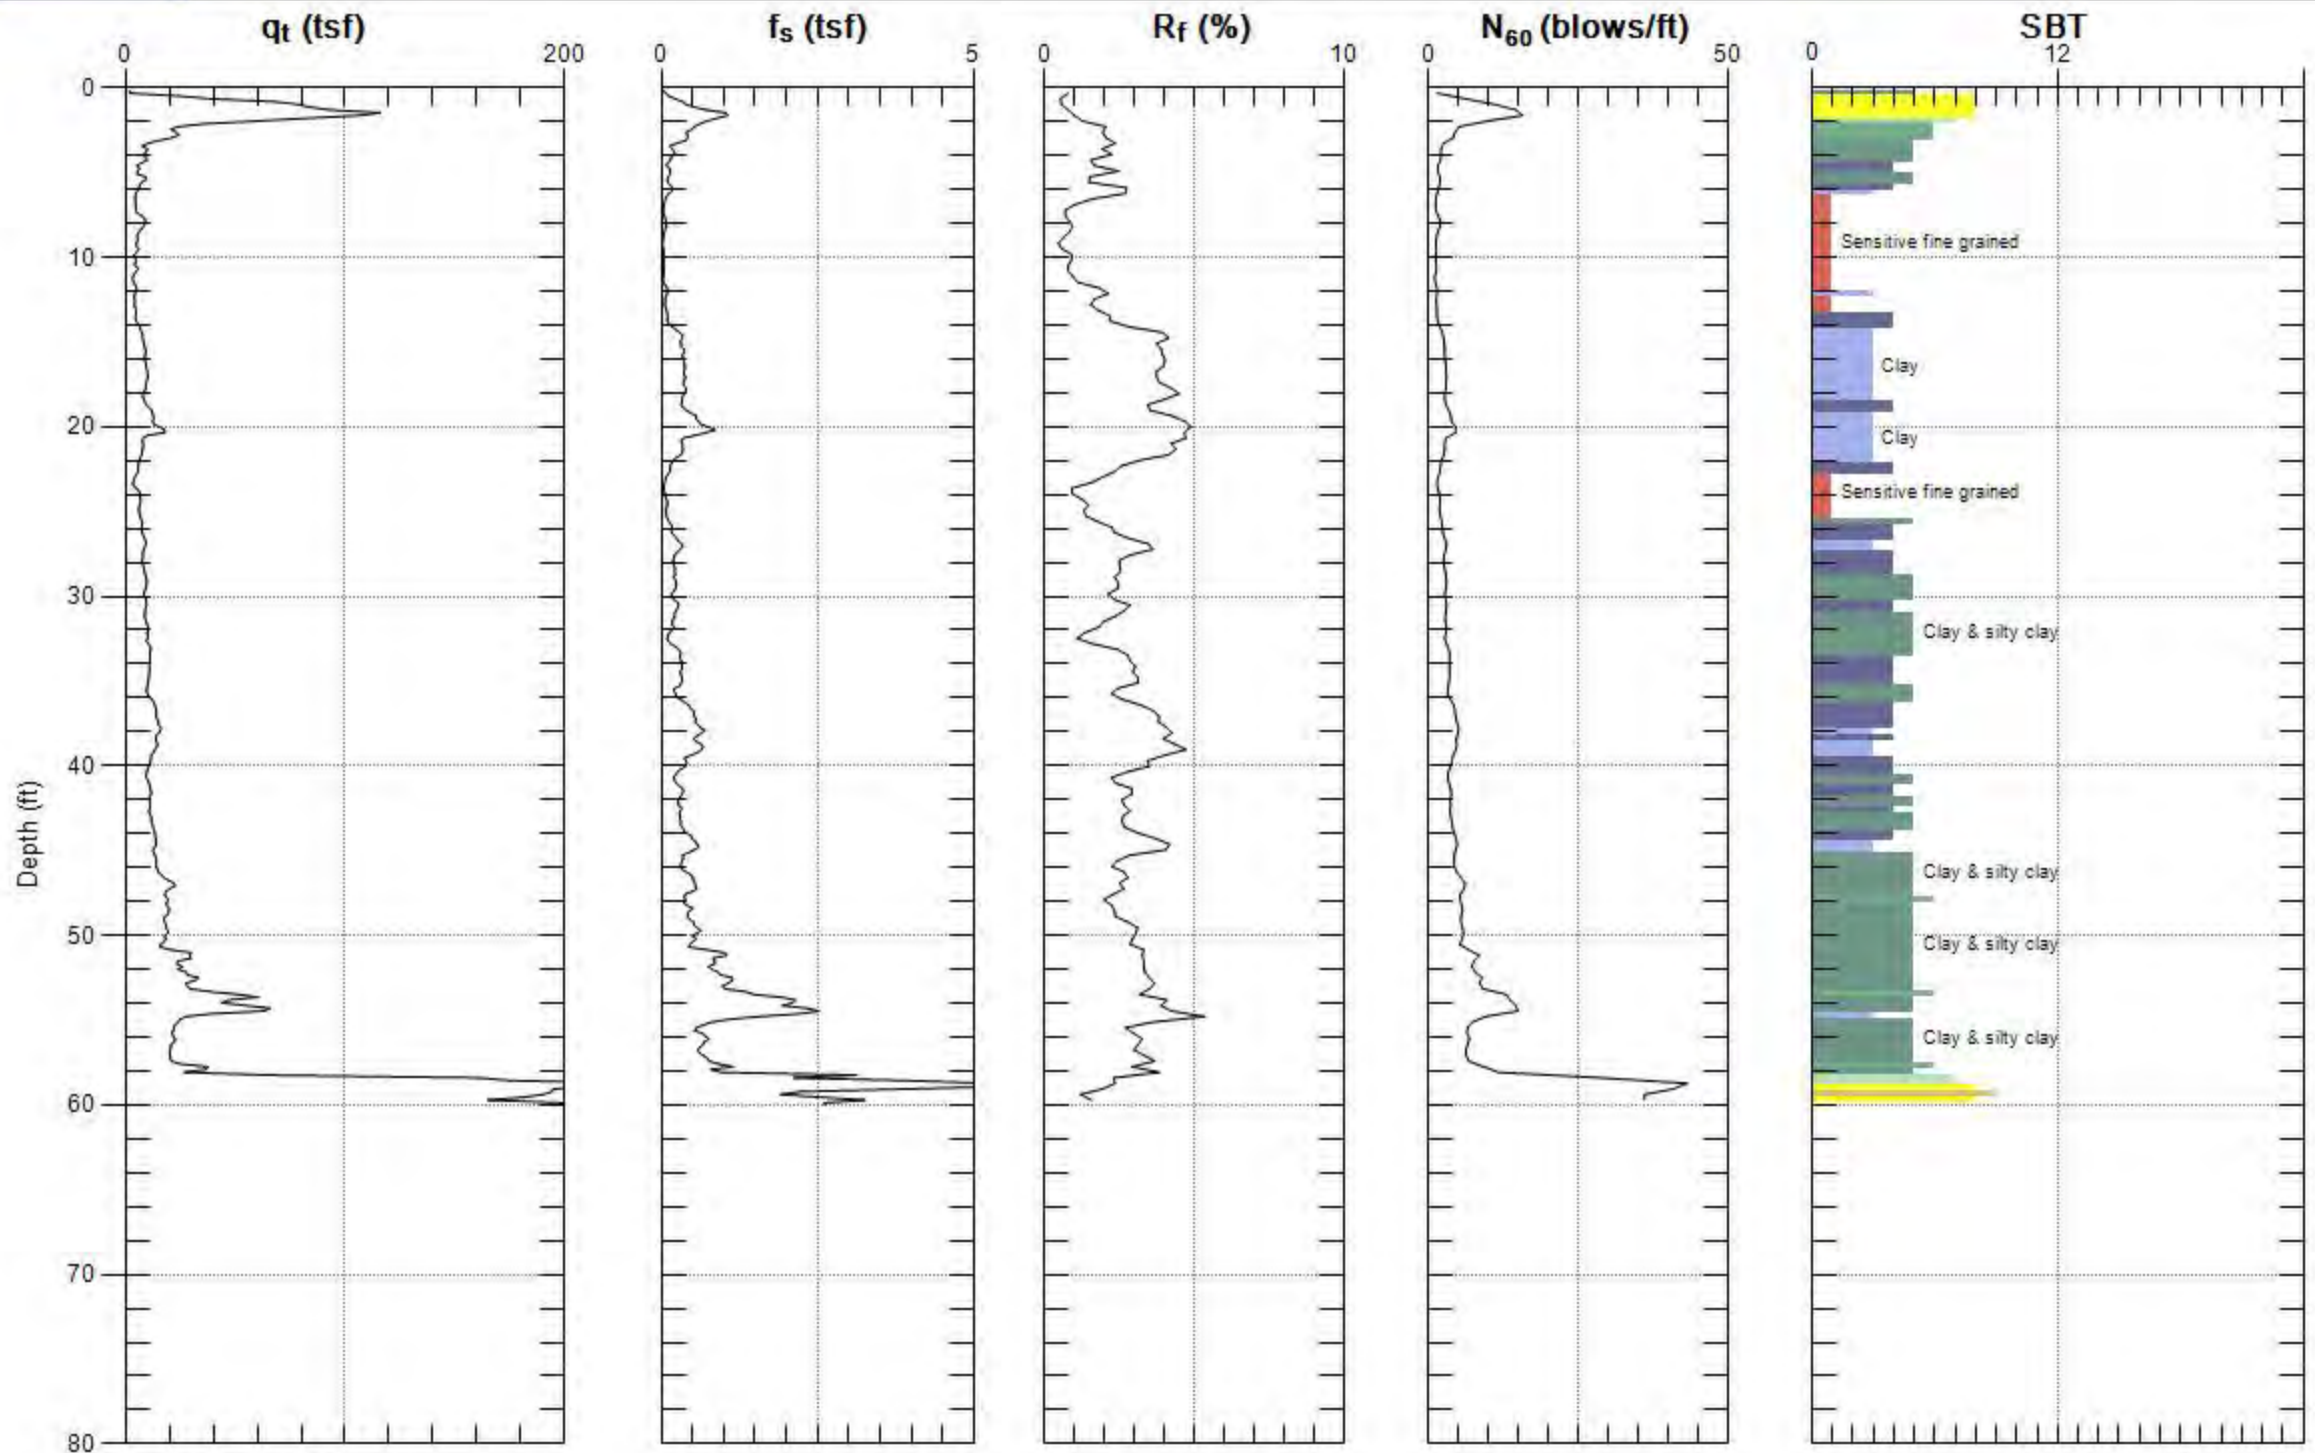 qt (tsf)
fs (tsf)
Rf (%)
N60 (blows/ft)
SBT
0
200
0
5
0
10
0
50
0
12
0
10
20
30
40
50
60
70
80
Depth (ft)
Sensitive fine grained
Clay
Clay
Sensitive fine grained
Clay & silty clay
Clay & silty clay
Clay & silty clay
Clay & silty clay